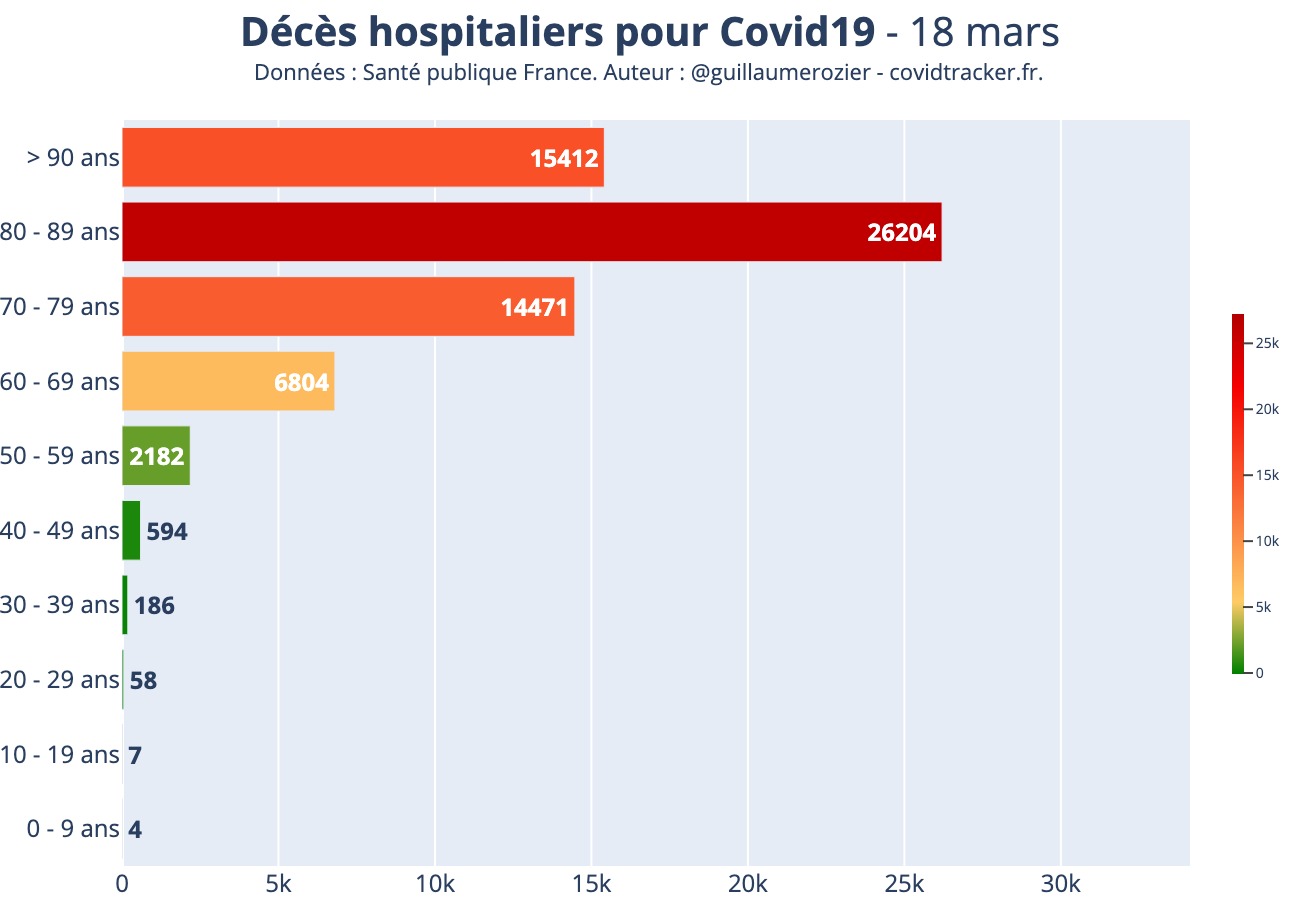 Décès hospitaliers pour Covid19 - 18 mars
Données : Santé publique France. Auteur : @guillaumerozier - covidtracker.fr.
> 90 ans 15412
80 - 89 ans 26204
70 - 79 ans 14471
60 - 69 ans 6804
50 - 59 ans 2182
40 - 49 ans 594
30 - 39 ans 186
20 - 29 ans 58
10 - 19 ans 7
0 - 9 ans 4
0 5k 10k 15k 20k 25k 30k
25k
20k
15k
10k
5k
0